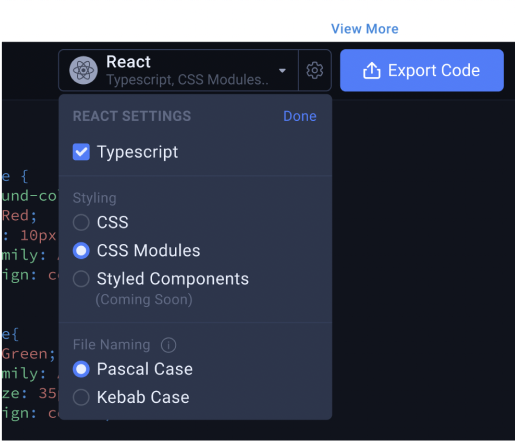 View More
React
Typescript, CSS Modules..
Export Code
REACT SETTINGS Done
Typescript
e {
und-co
Styling
Red;
CSS
: 10px
CSS Modules
mily:
ign: c
Styled Components
(Coming Soon)
e{
File Naming
Green;
Pascal Case
mily:
ze: 35
Kebab Case
ign: c